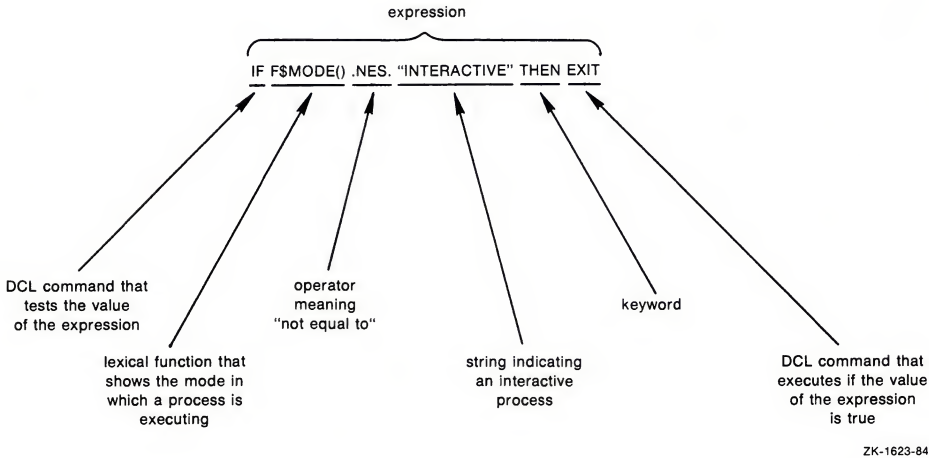 expression
IF F$MODE() .NES. “INTERACTIVE” THEN EXIT
DCL command that
tests the value
of the expression
lexical function that
shows the mode in
which a process is
executing
operator
meaning
"not equal to"
string indicating
an interactive
process
keyword
DCL command that
executes if the value
of the expression
is true
ZK-1623-84